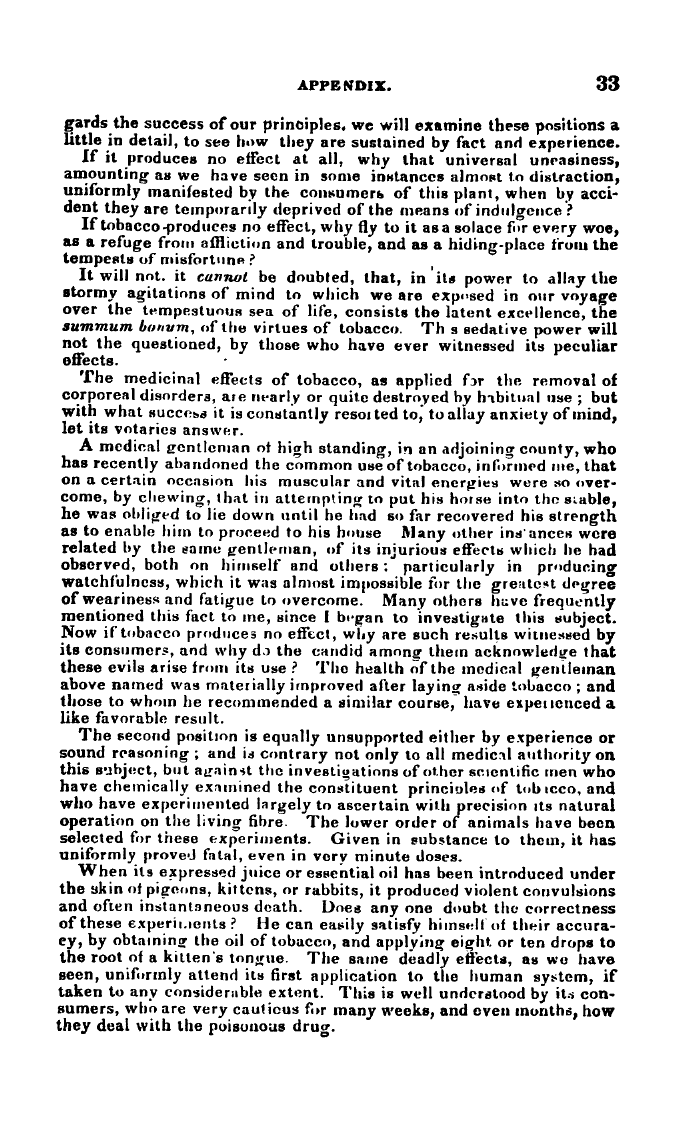 APPENDIX. 33
gards the success of our principles. we will examine these positions a
little in detail, to see how they are sustained by fact and experience.
If it produces no effect at all, why that universal uneasiness,
amounting as we have seen in some instances almost to distraction,
uniformly manifested by the consumers of this plant, when by acci-
dent they are temporarily deprived of the means of indulgence?
If tobacco produces no effect, why fly to it as a solace for every woe,
as a refuge from affliction and trouble, and as a hiding-place from the
tempests of misfortune?
It will not. it cannot be doubted, that, in its power to allay the
stormy agitations of mind to which we are exposed in our voyage
over the tempestuous sea of life, consists the latent excellence, the
summum bonum, of the virtues of tobacco. Th s sedative power will
not the questioned, by those who have ever witnessed its peculiar
effects.
The medicinal effects of tobacco, as applied for the removal of
corporeal disorders, are nearly or quite destroyed by habitual use; but
with what success it is constantly resorted to, to allay anxiety of mind,
let its votaries answer.
A medical gentleman of high standing, in an adjoining county, who
has recently abandoned the common use of tobacco, informed me, that
on a certain occasion his muscular and vital energies were so over-
come, by chewing, that in attempting to put his horse into the stable,
he was obliged to lie down until he had so far recovered his strength
as to enable him to proceed to his house Many other ins ances were
related by the same gentleman, of its injurious effects which he had
observed, both on himself and others: particularly in producing
watchfulness, which it was almost impossible for the greatest degree
of weariness and fatigue to overcome. Many others have frequently
mentioned this fact to me, since I began to investigate this subject.
Now if tobacco produces no effect, why are such results witnessed by
its consumers, and why do the candid among them acknowledge that
these evils arise from its use? The health of the medical gentleman
above named was materially improved after laying aside tobacco; and
those to whom he recommended a similar course, have experienced a
like favorable result.
The second position is equally unsupported either by experience or
sound reasoning; and is contrary not only to all medical authority on
this subject, but against the investigations of other scientific men who
have chemically examined the constituent principles of tobacco, and
who have experimented largely to ascertain with precision its natural
operation on the living fibre. The lower order of animals have been
selected for these experiments. Given in substance to them, it has
uniformly proved fatal, even in very minute doses.
When its expressed juice or essential oil has been introduced under
the skin of pigeons, kittens, or rabbits, it produced violent convulsions
and often instantaneous death. Does any one doubt the correctness
of these experiments? He can easily satisfy himself of their accura-
cy, by obtaining the oil of tobacco, and applying eight or ten drops to
the root of a kitten's tongue. The same deadly effects, as we have
seen, uniformly attend its first application to the human system, if
taken to any considerable extent. This is well understood by its con-
sumers, who are very cautious for many weeks, and even months, how
they deal with the poisonous drug.